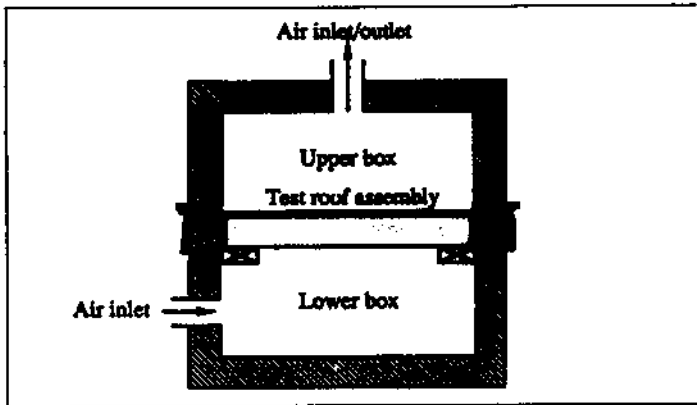 Air inlet/outlet
Upper box
Test roof assembly
Air inlet
Lower box